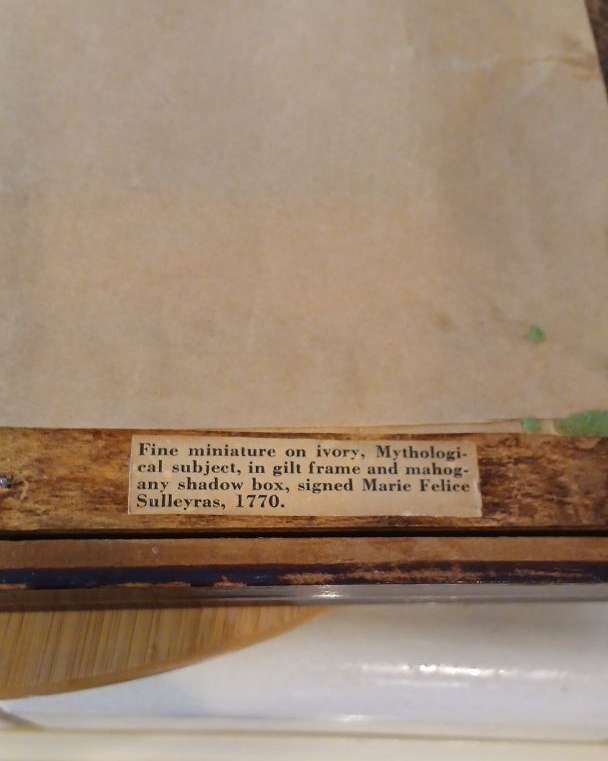 Fine miniature on ivory, Mythologi-
cal subject, in gilt frame and mahog-
any shadow box, signed Marie Felice
Sulleyras, 1770.